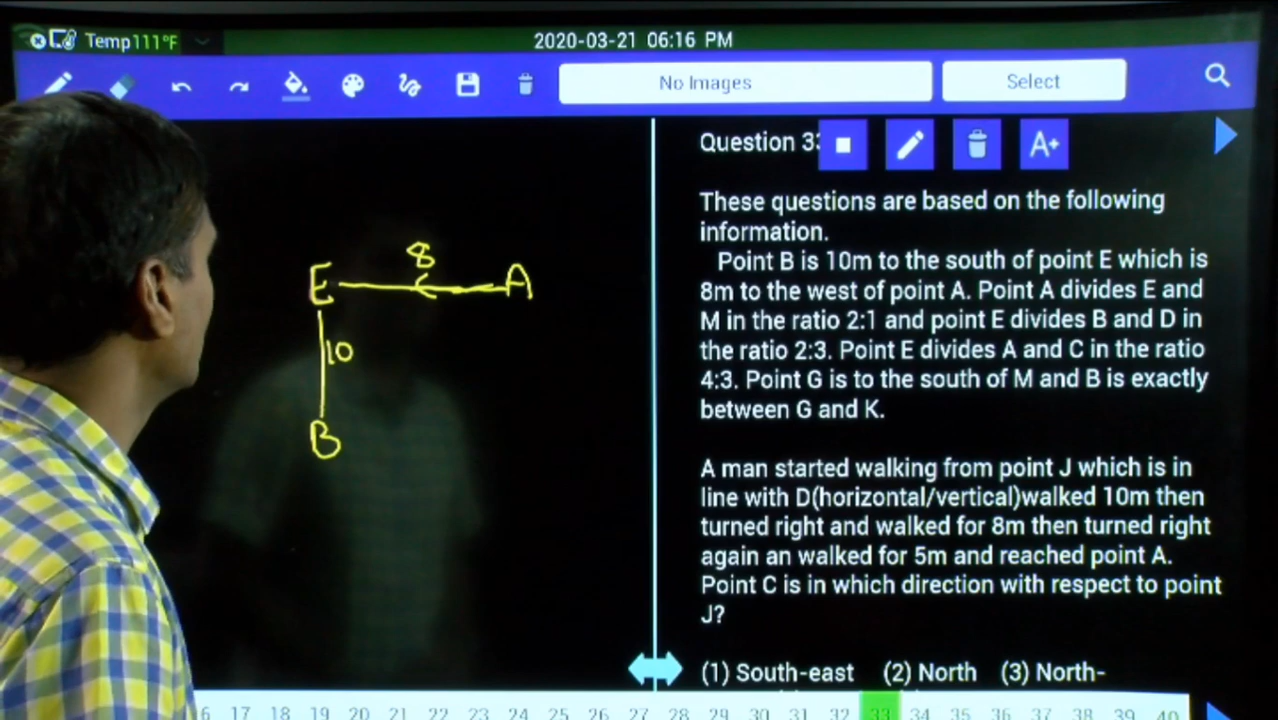 Temp111°F
2020-03-21 06:16 PM
No Images
Select
8
E
A
10
B
Question 33
A+
These questions are based on the following
information.
Point B is 10m to the south of point E which is
8m to the west of point A. Point A divides E and
M in the ratio 2:1 and point E divides B and D in
the ratio 2:3. Point E divides A and C in the ratio
4:3. Point G is to the south of M and B is exactly
between G and K.
A man started walking from point J which is in
line with D(horizontal/vertical)walked 10m then
turned right and walked for 8m then turned right
again an walked for 5m and reached point A.
Point C is in which direction with respect to point
J?
(1) South-east (2) North (3) North-
6 17 18 19 20 21 22 23 24 25 26 27 28 29 30 31 32 33 34 35 36 37 38 39 40